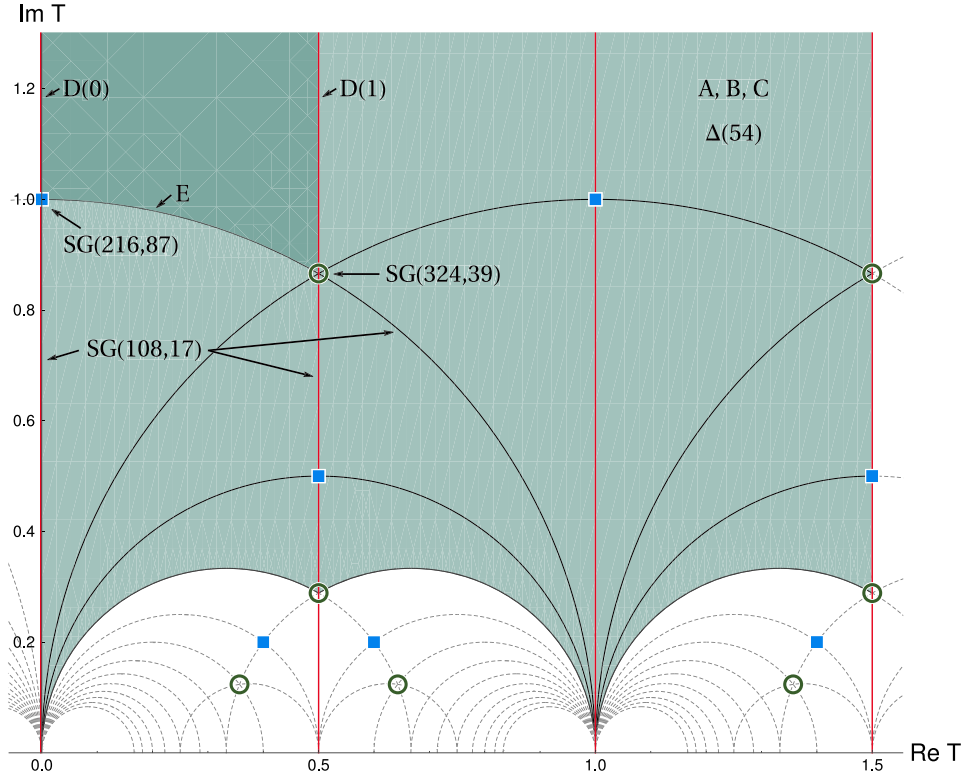 Im T
1.2
D(0)
D(1)
A, B, C
Δ(54)
1.0
E
SG(216,87)
SG(324,39)
0.8
SG(108,17)
0.6
0.4
0.2
0.0
0.5
1.0
1.5
Re T